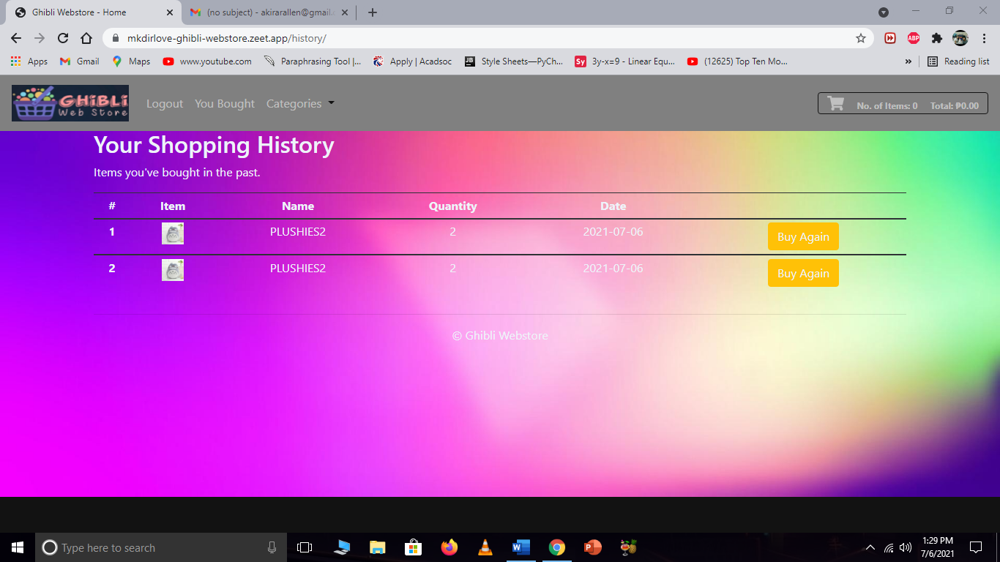 Ghibli Webstore - Home
(no subject) - akirarallen@gmail.
mkdirlove-ghibli-webstore.zeet.app/history/
ABP
Apps
Gmail
Maps
www.youtube.com
Paraphrasing Tool |...
Apply | Acadsoc
JB
Style Sheets—PyCh...
Sy
3y-x=9 - Linear Equ...
(12625) Top Ten Mo...
»
Reading list
GHiBLi
Web Store
Logout
You Bought
Categories
No. of Items: 0
Total: ₱0.00
Your Shopping History
Items you've bought in the past.
# Item Name Quantity Date
1 PLUSHIES2 2 2021-07-06 Buy Again
2 PLUSHIES2 2 2021-07-06 Buy Again
© Ghibli Webstore
Type here to search
W
P
1:29 PM
7/6/2021